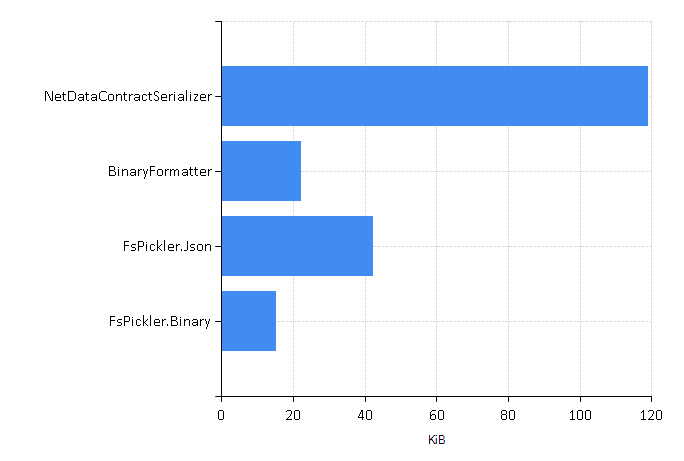 NetDataContractSerializer
BinaryFormatter
FsPickler.Json
FsPickler.Binary
0 20 40 60 80 100 120
KiB